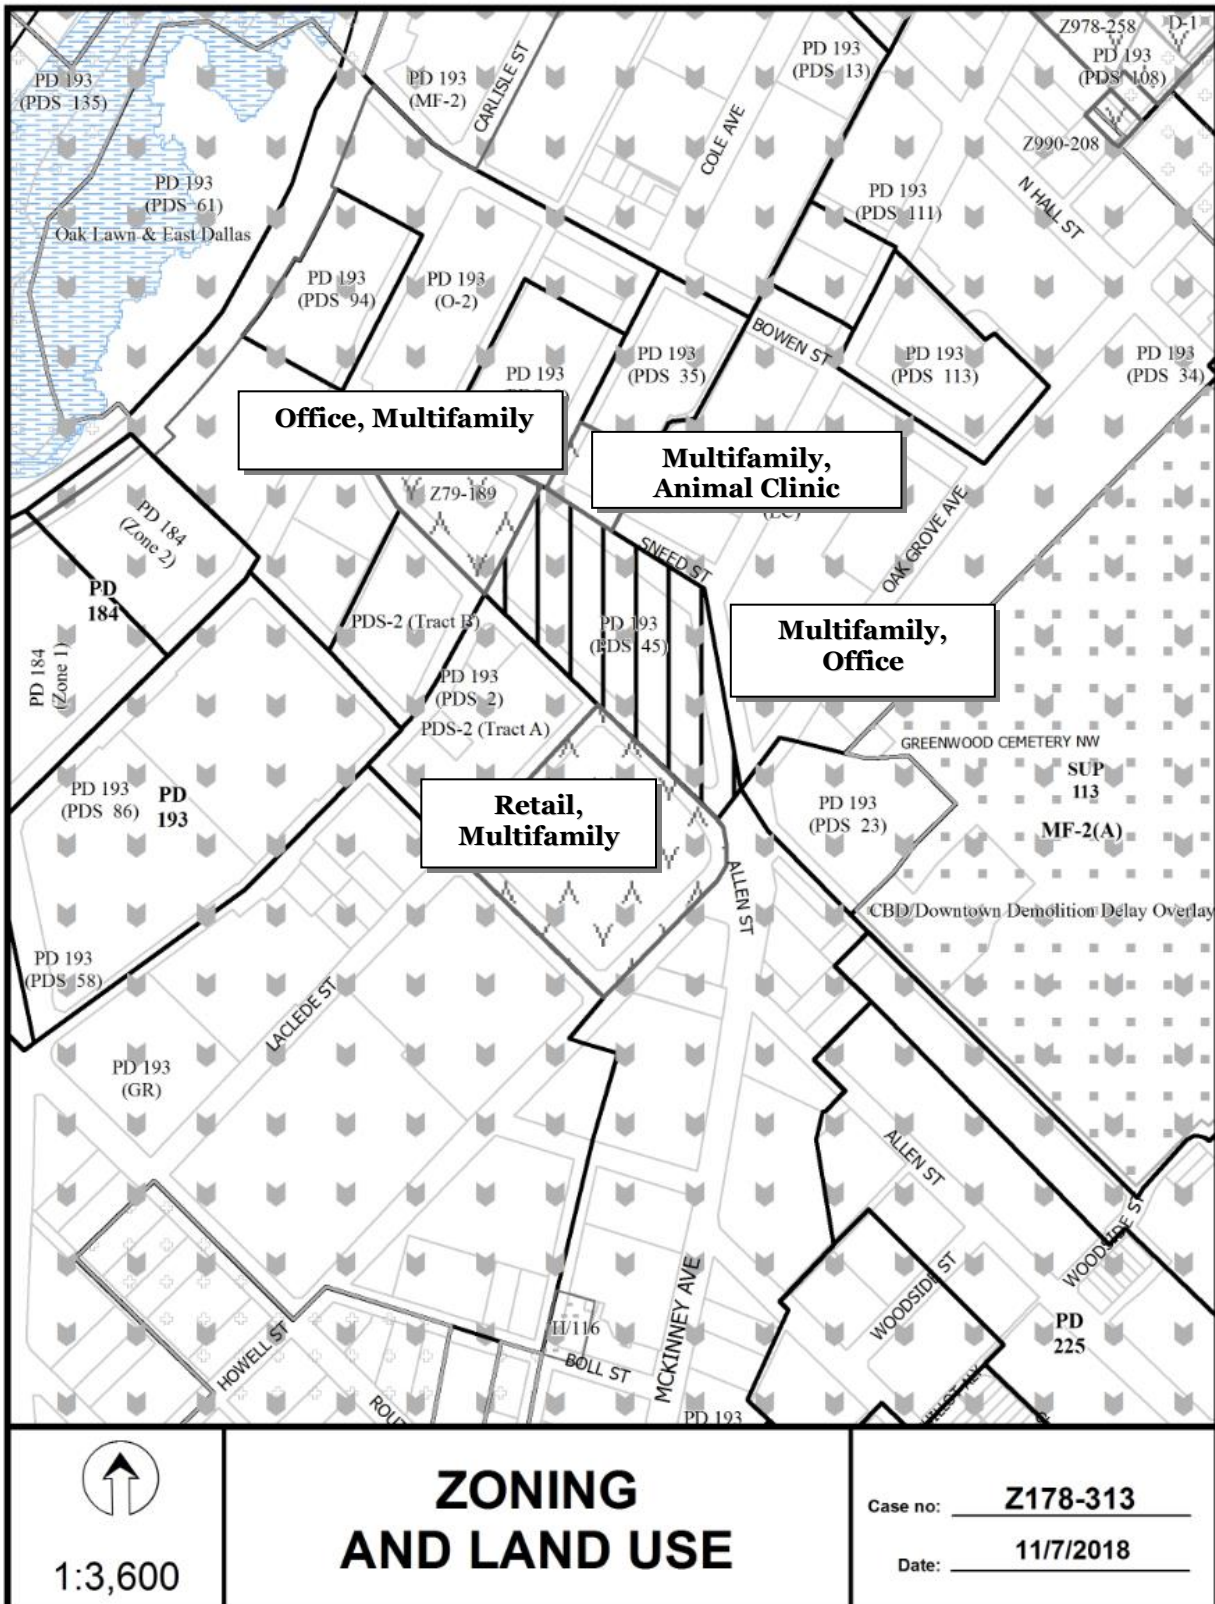 Z978-258
D-1
PD 193
(PDS 108)
PD 193
(PDS 13)
PD 193
(PDS 135)
PD 193
(MF-2)
CARLISLE ST
COLE AVE
Z990-208
PD 193
(PDS 61)
Oak Lawn & East Dallas
PD 193
(PDS 111)
N HALL ST
PD 193
(PDS 94)
PD 193
(O-2)
BOWEN ST
PD 193
(PDS 35)
PD 193
(PDS 113)
PD 193
(PDS 34)
PD 193
Office, Multifamily
Multifamily,
Animal Clinic
Z79-189
(LC)
OAK GROVE AVE
PD 184
(Zone 2)
SNEED ST
PD
184
PDS-2 (Tract B)
PD 193
(PDS 45)
Multifamily,
Office
PD 184
(Zone 1)
PD 193
(PDS 2)
PDS-2 (Tract A)
GREENWOOD CEMETERY NW
SUP
113
PD 193
(PDS 86)
PD
193
Retail,
Multifamily
PD 193
(PDS 23)
MF-2(A)
ALLEN ST
CBD/Downtown Demolition Delay Overlay
PD 193
(PDS 58)
LACLEDE ST
PD 193
(GR)
ALLEN ST
WOODSIDE ST
WOODSIDE ST
MCKINNEY AVE
H/116
HOWELL ST
BOLL ST
PD
225
PD 193
1:3,600
ZONING
AND LAND USE
Case no: Z178-313
Date: 11/7/2018